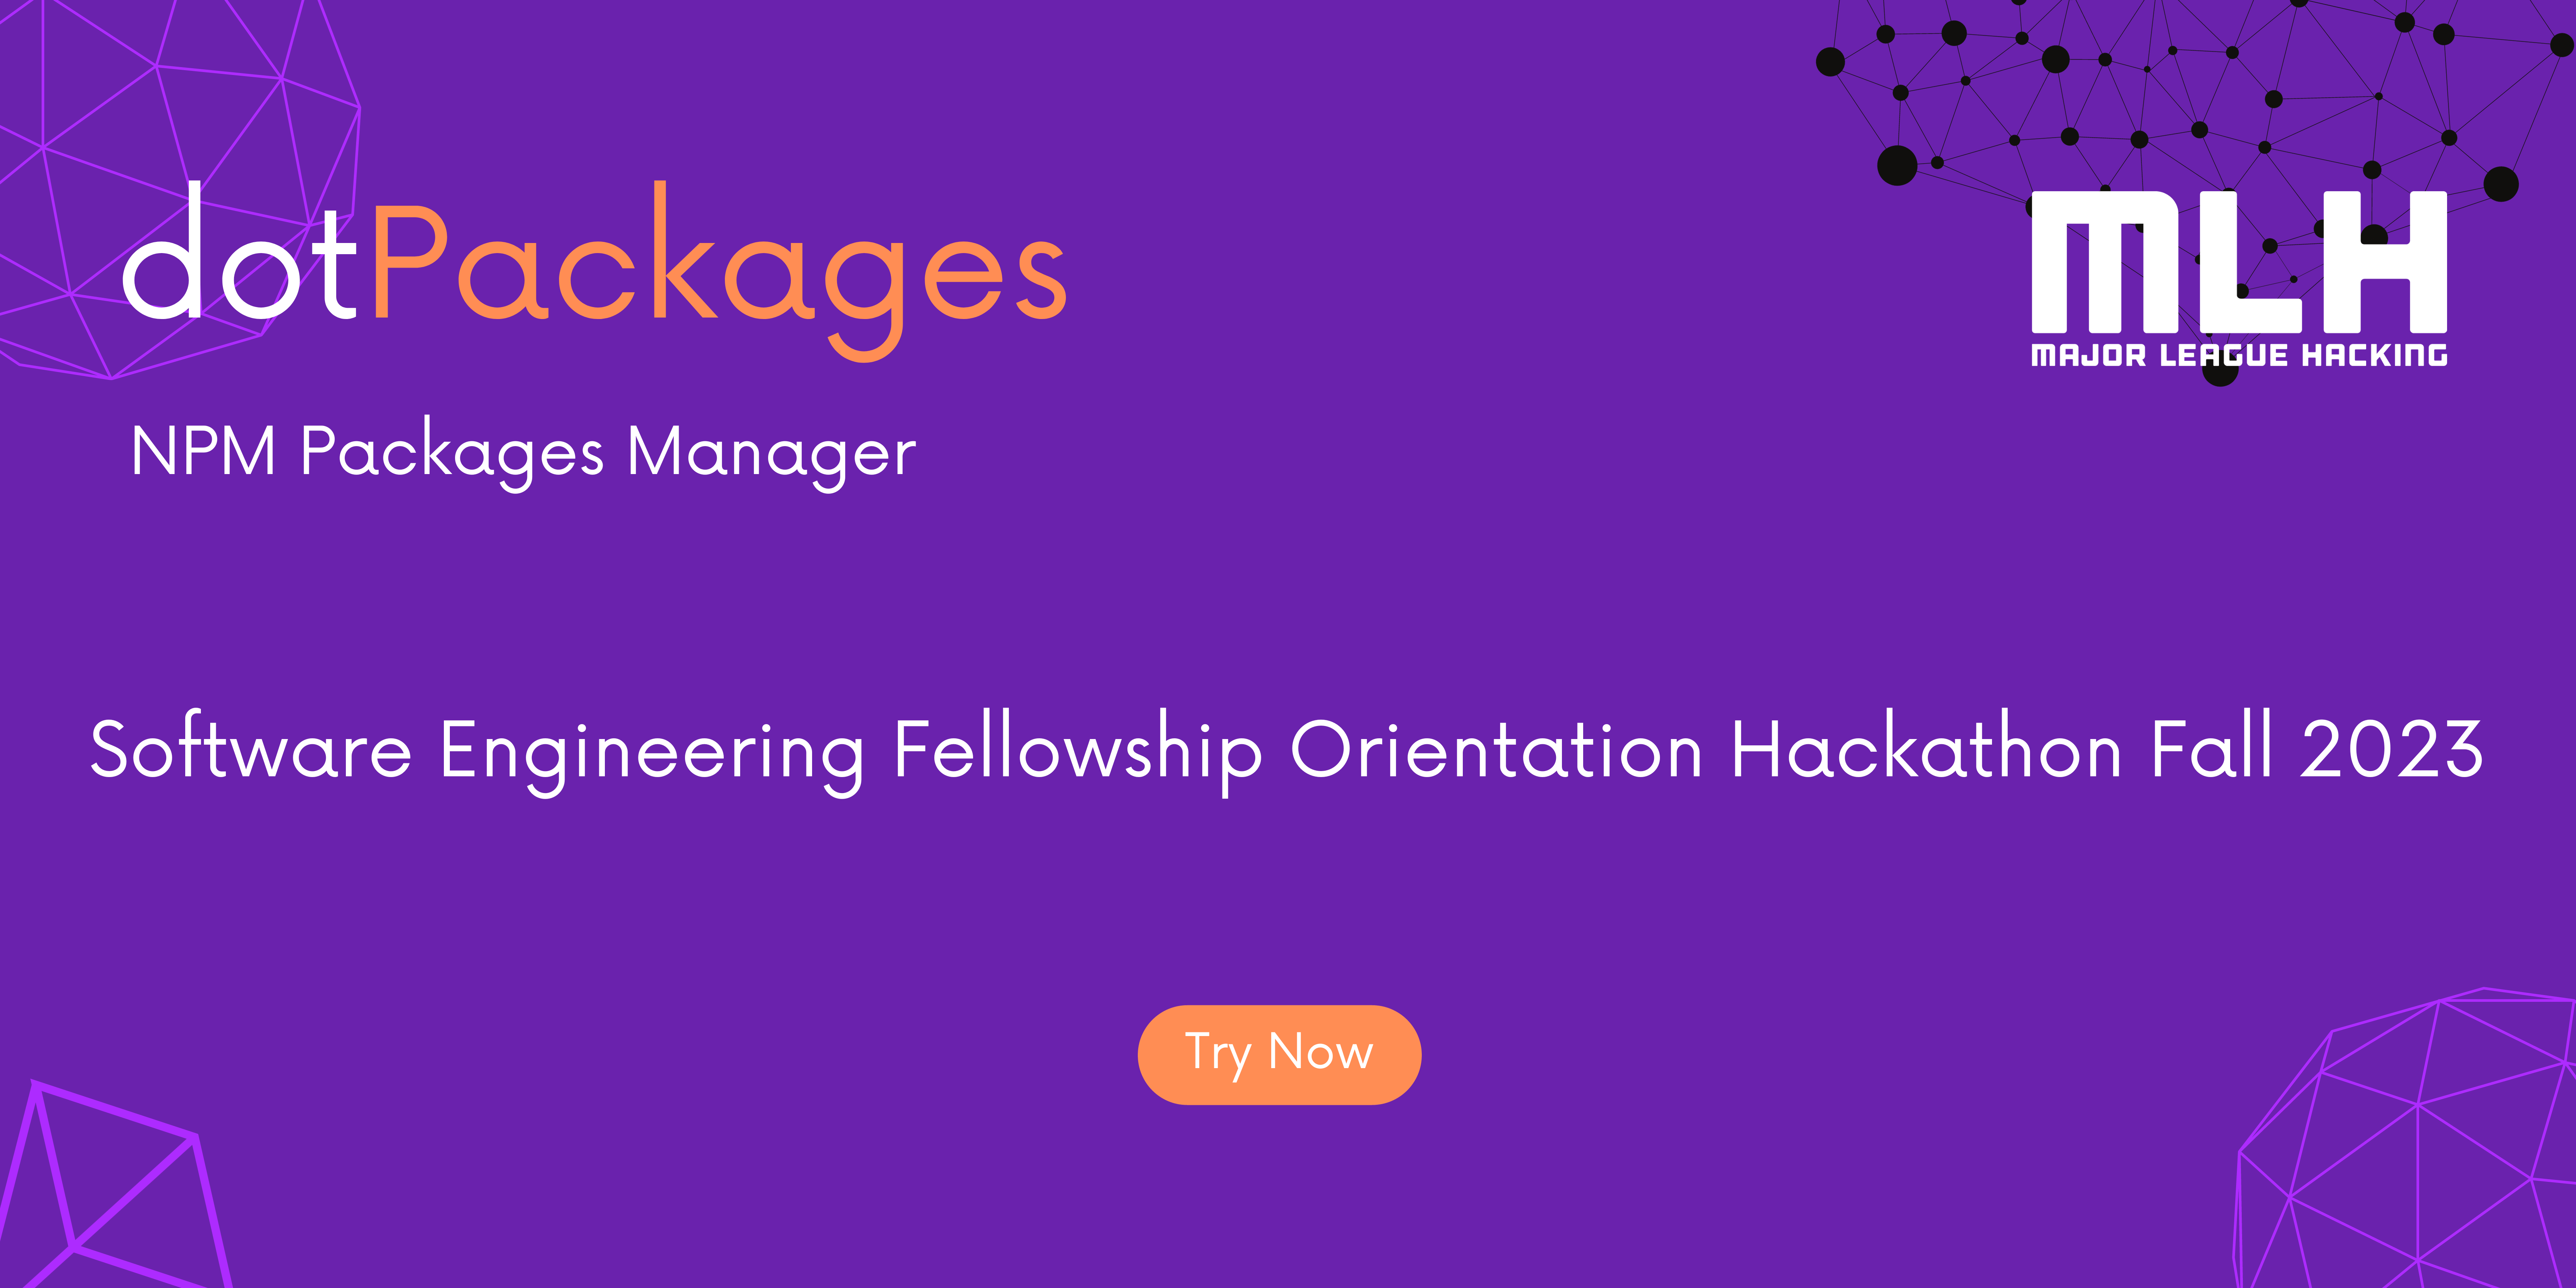 dotPackages
MLH
MAJOR LEAGUE HACKING
NPM Packages Manager
Software Engineering Fellowship Orientation Hackathon Fall 2023
Try Now